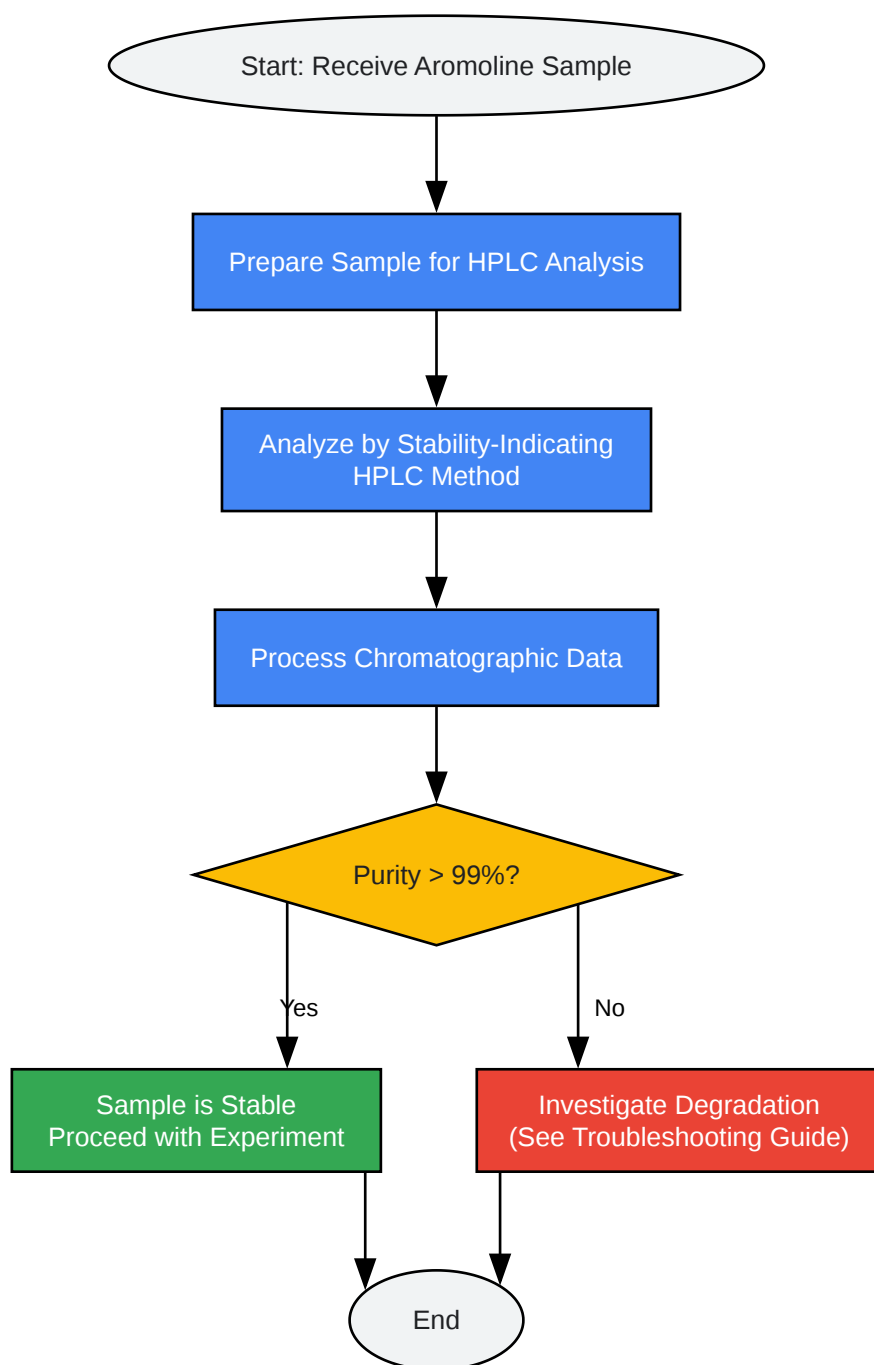 Start: Receive Aromoline Sample
Prepare Sample for HPLC Analysis
Analyze by Stability-Indicating
HPLC Method
Process Chromatographic Data
Purity > 99%?
Yes
No
Sample is Stable
Proceed with Experiment
Investigate Degradation
(See Troubleshooting Guide)
End